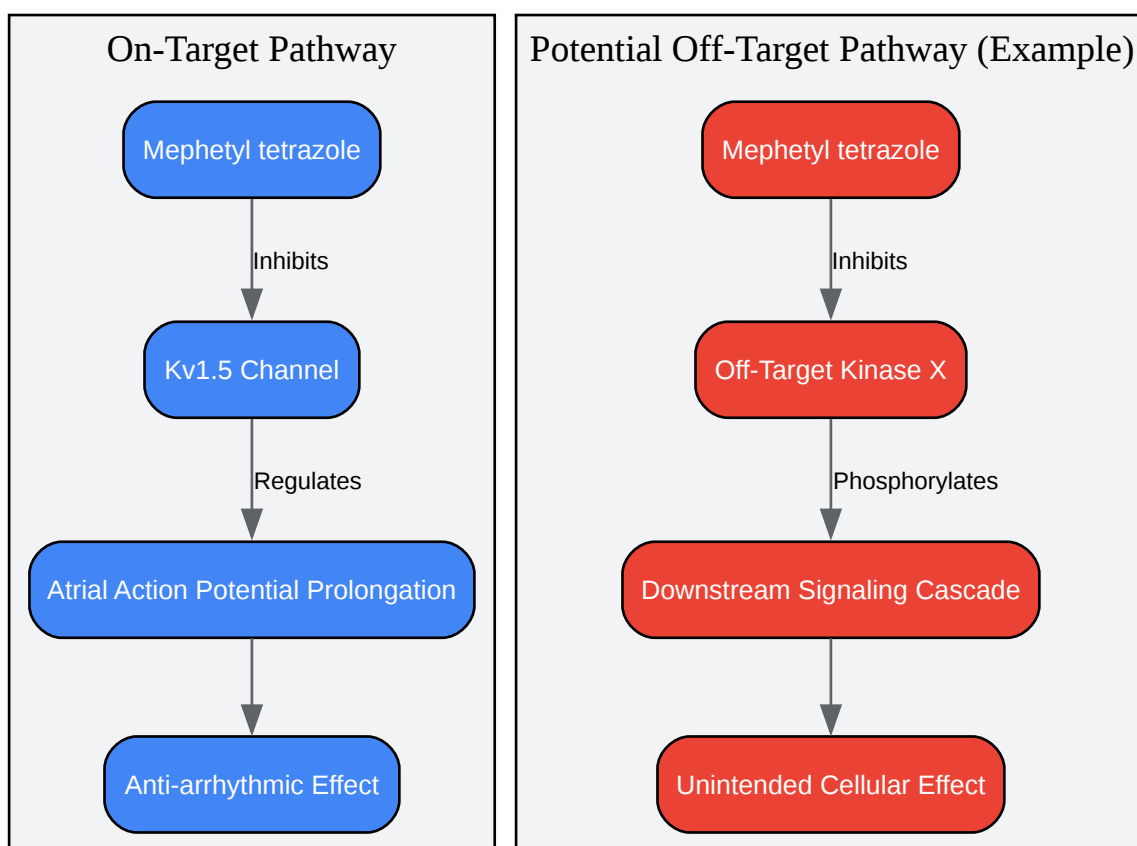 On-Target Pathway
Mephetyl tetrazole
Inhibits
Kv1.5 Channel
Regulates
Atrial Action Potential Prolongation
Anti-arrhythmic Effect
Potential Off-Target Pathway (Example)
Mephetyl tetrazole
Inhibits
Off-Target Kinase X
Phosphorylates
Downstream Signaling Cascade
Unintended Cellular Effect